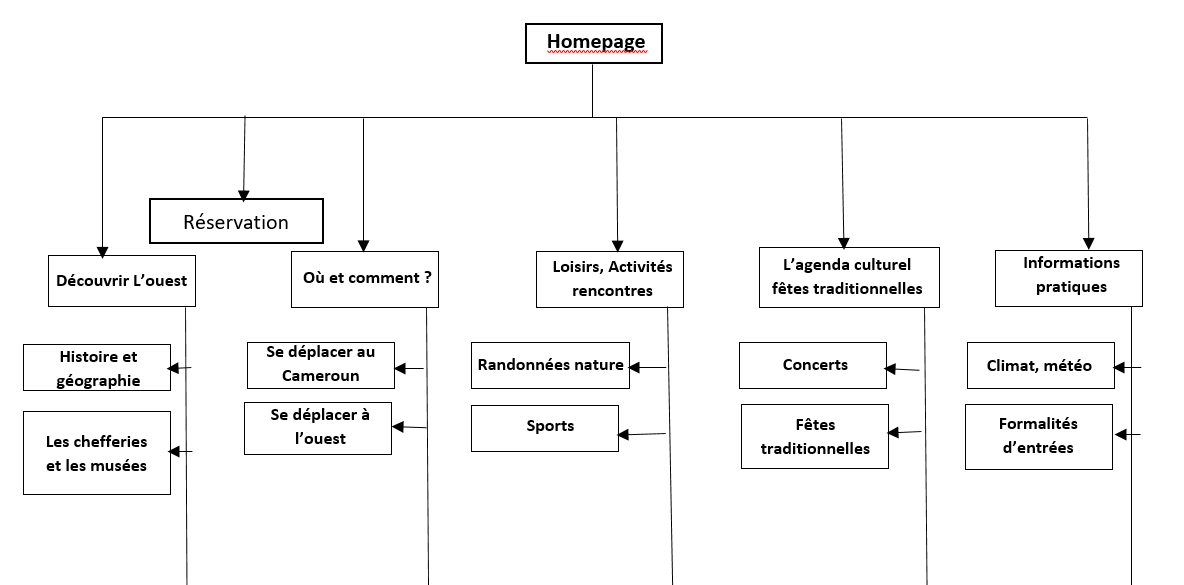 Homepage
Réservation
Découvrir L’ouest
Où et comment ?
Loisirs, Activités
rencontres
L’agenda culturel
fêtes traditionnelles
Informations
pratiques
Histoire et
géographie
Se déplacer au
Cameroun
Randonnées nature
Concerts
Climat, météo
Les chefferies
et les musées
Se déplacer à
l’ouest
Sports
Fêtes
traditionnelles
Formalités
d’entrées